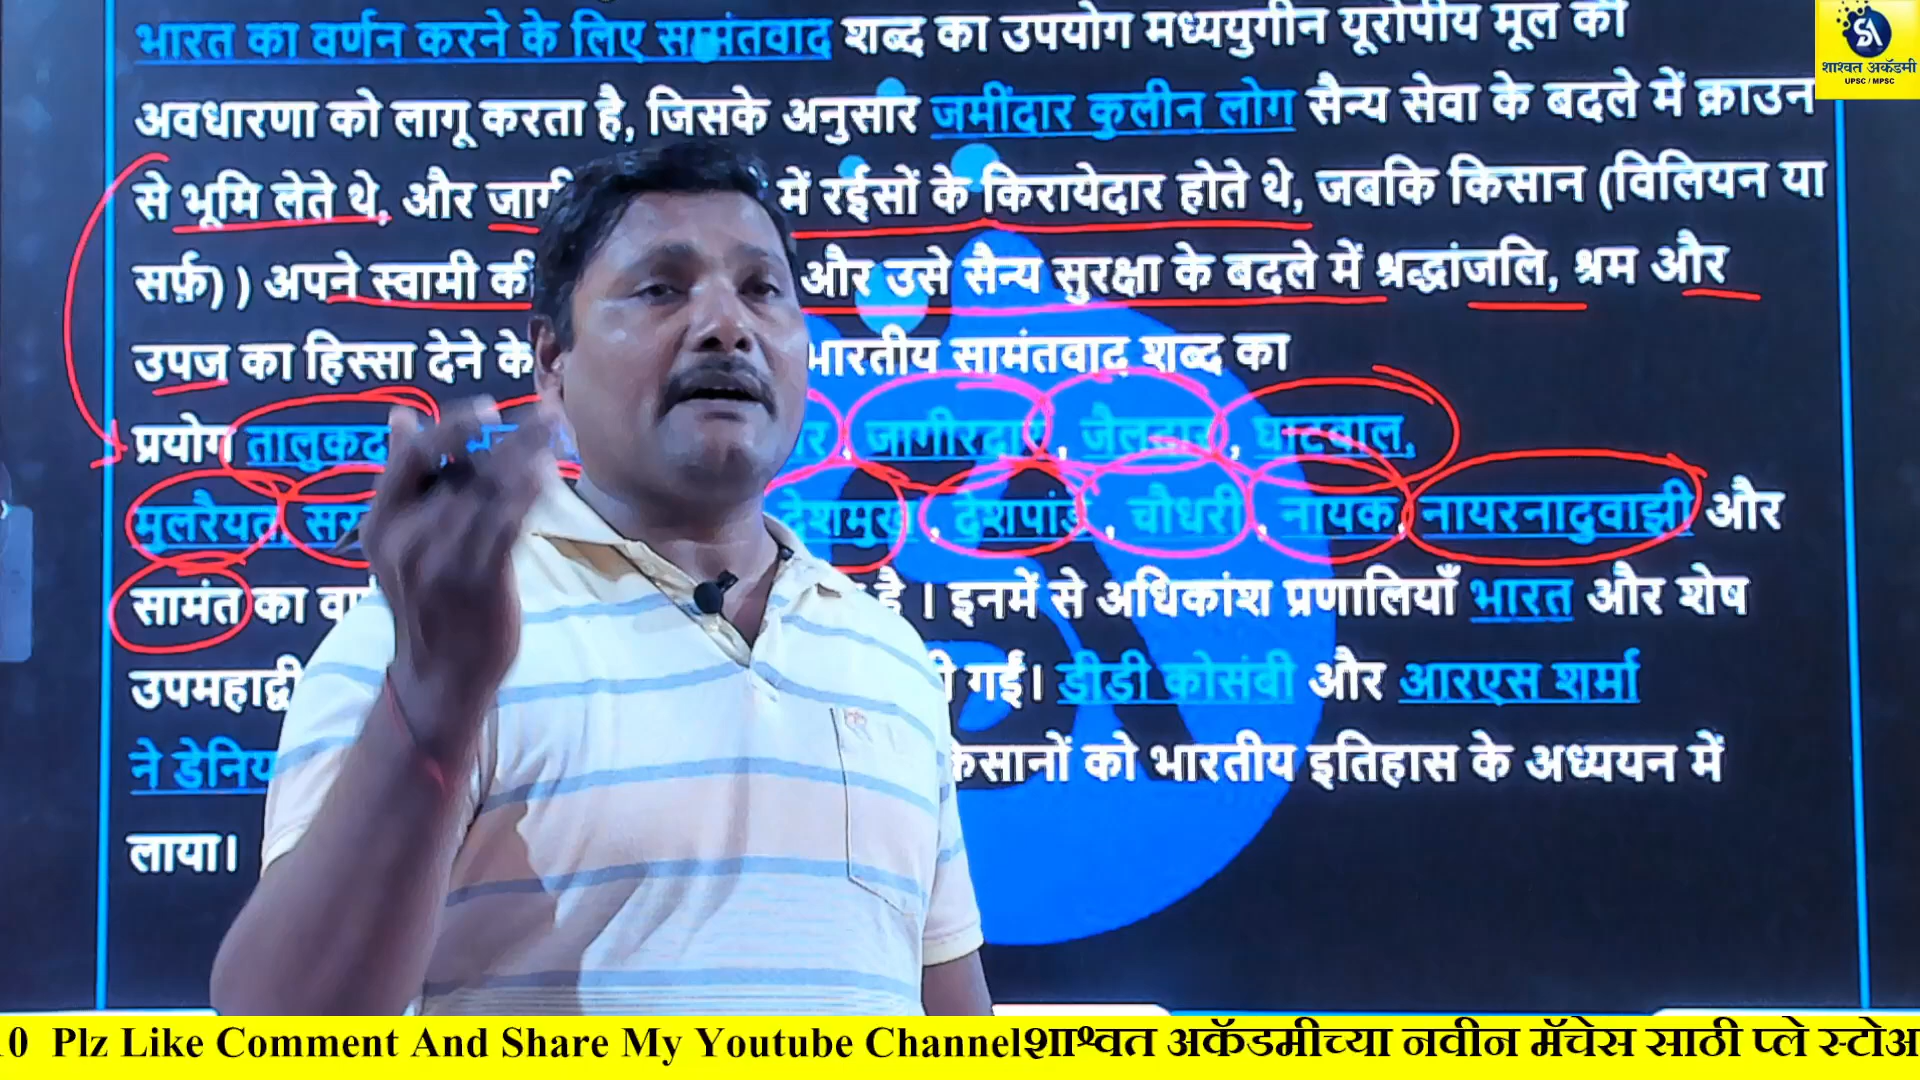 भारत का वर्णन करने के लिए सामंतवाद शब्द का उपयोग मध्ययुगीन यूरोपीय मूल की
अवधारणा को लागू करता है, जिसके अनुसार जमींदार कुलीन लोग सैन्य सेवा के बदले में क्राउन
से भूमि लेते थे, और में रईसों के किरायेदार होते थे, जबकि किसान (विलियन या
सर्फ़) ) अपने स्वामी की और उसे सैन्य सुरक्षा के बदले में श्रद्धांजलि, श्रम और
उपज का हिस्सा देने के भारतीय सामंतवाद शब्द का
प्रयोग जागीरदार , जैलदार , घाटवाल,
मुलरैयत देशमुख , देशपांडे , चौधरी , नायक, नायरनादुवाझी और
सामंत का है । इनमें से अधिकांश प्रणालियाँ भारत और शेष
गईं। डीडी कोसंबी और आरएस शर्मा
ने किसानों को भारतीय इतिहास के अध्ययन में
लाया।
SA
शाश्वत अकॅडमी
UPSC / MPSC
10 Plz Like Comment And Share My Youtube Channelशाश्वत अकॅडमीच्या नवीन मॅचेस साठी प्ले